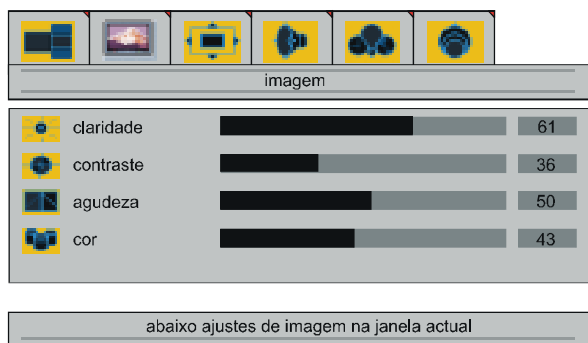 imagem
claridade 61
contraste 36
agudeza 50
cor 43
abaixo ajustes de imagem na janela actual